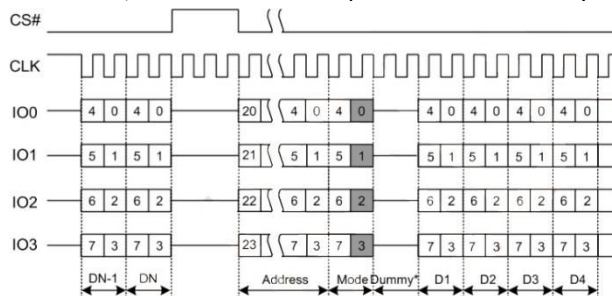 CS#
CLK
IO0 4 0 4 0 20 4 0 4 0 4 0 4 0 4 0 4 0
IO1 5 1 5 1 21 5 1 5 1 5 1 5 1 5 1 5 1
IO2 6 2 6 2 22 6 2 6 2 6 2 6 2 6 2 6 2
IO3 7 3 7 3 23 7 3 7 3 7 3 7 3 7 3 7 3
DN-1 DN Address Mode Dummy* D1 D2 D3 D4